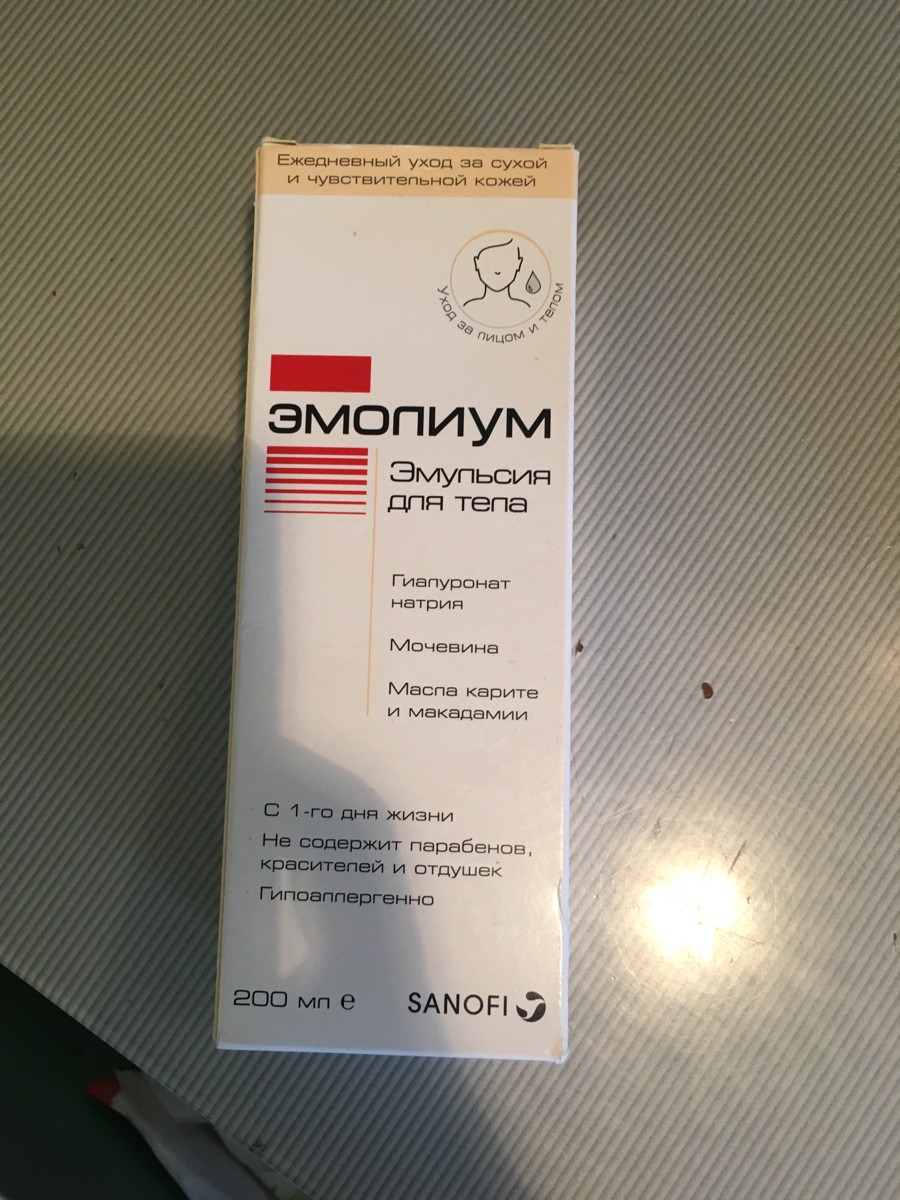 Ежедневный уход за сухой
и чувствительной кожей
Уход за лицом и телом
ЭМОЛИУМ
Эмульсия
для тела
Гиалуронат
натрия
Мочевина
Масла карите
и макадамии
С 1-го дня жизни
Не содержит парабенов,
красителей и отдушек
Гипоаллергенно
200 мл e
SANOFI